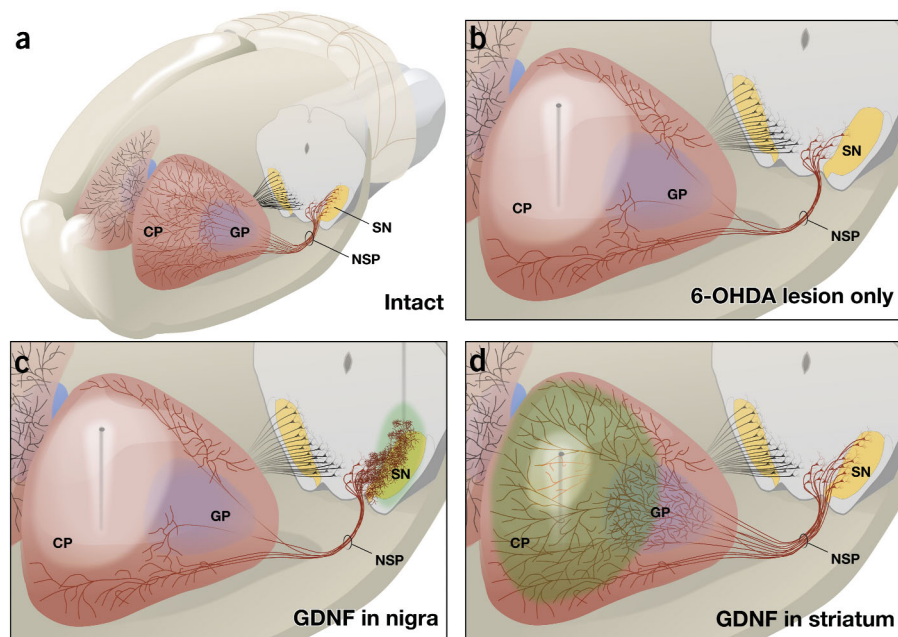 a
CP
GP
SN
NSP
Intact
b
CP
GP
SN
NSP
6-OHDA lesion only
c
CP
GP
SN
NSP
GDNF in nigra
d
CP
GP
SN
NSP
GDNF in striatum